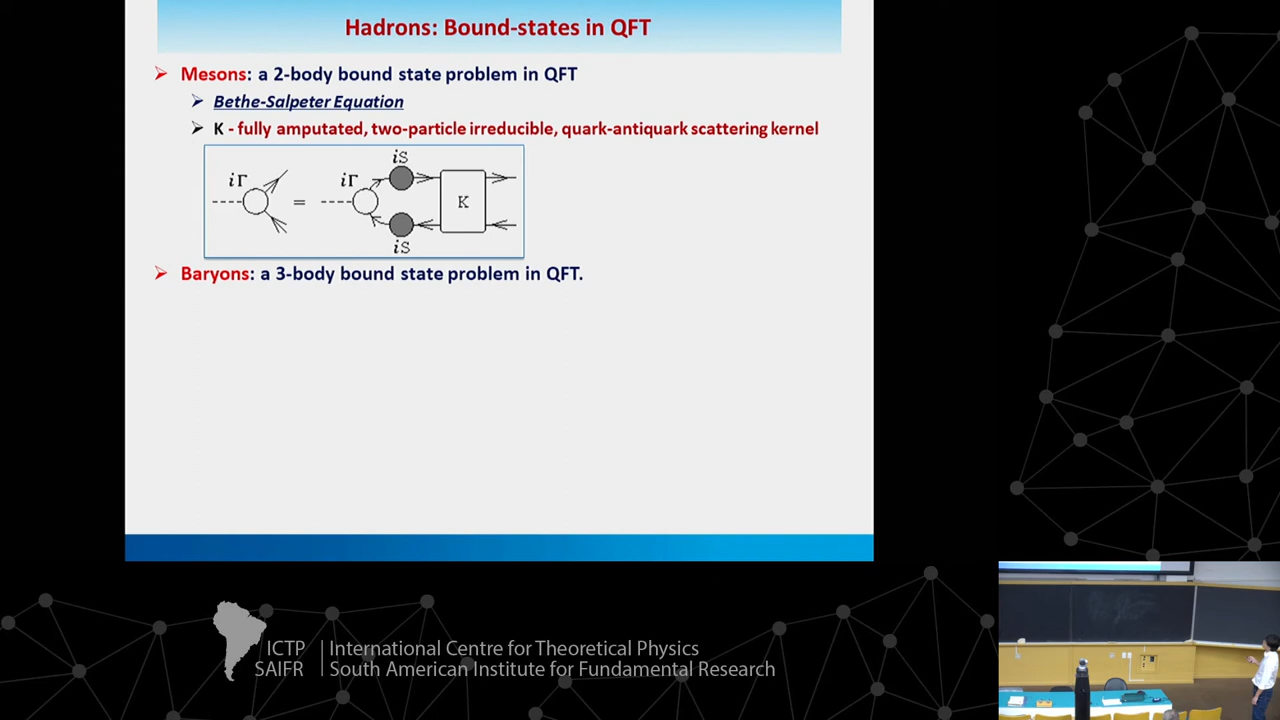 Hadrons: Bound-states in QFT
Mesons: a 2-body bound state problem in QFT
Bethe-Salpeter Equation
K - fully amputated, two-particle irreducible, quark-antiquark scattering kernel
iΓ = iΓ iS K
iS
Baryons: a 3-body bound state problem in QFT.
ICTP | International Centre for Theoretical Physics
SAIFR | South American Institute for Fundamental Research